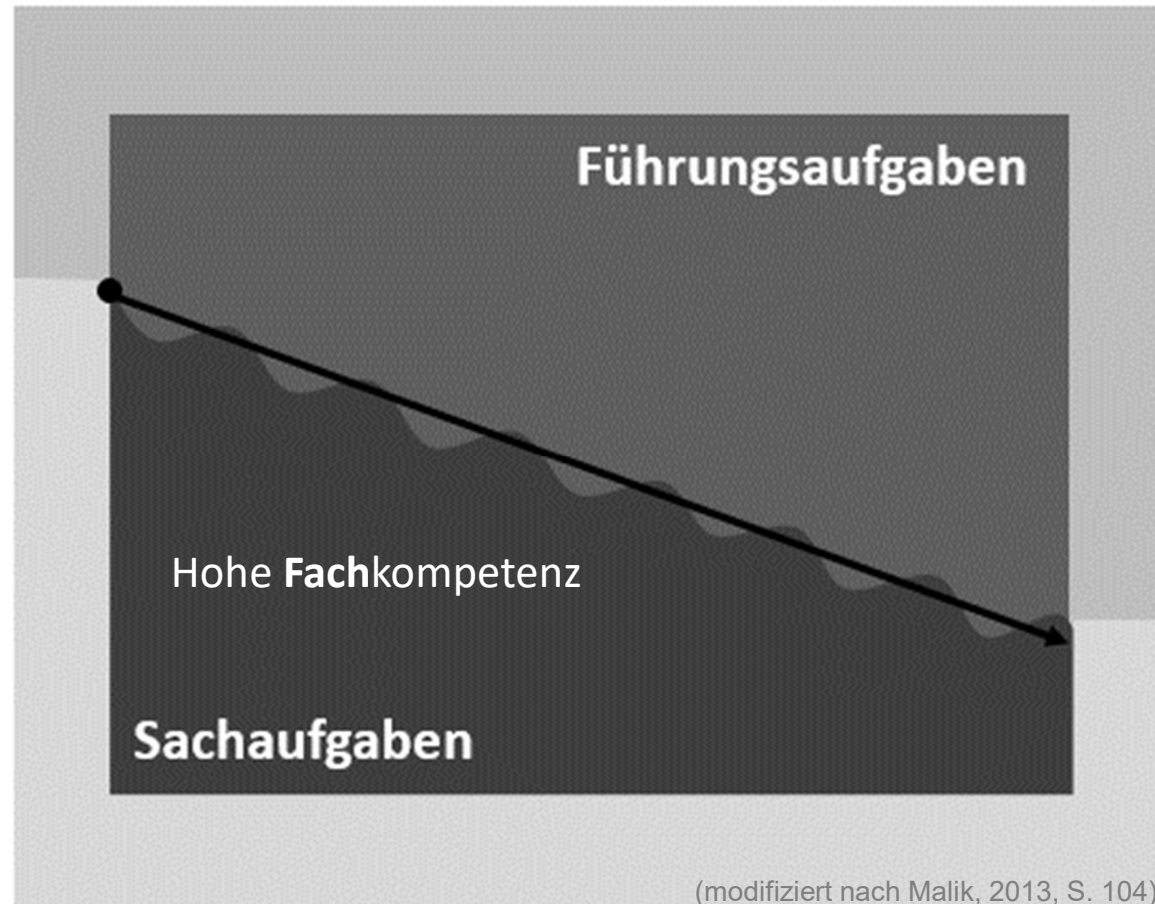 Führungsaufgaben
Hohe Fachkompetenz
Sachaufgaben
(modifiziert nach Malik, 2013, S. 104)